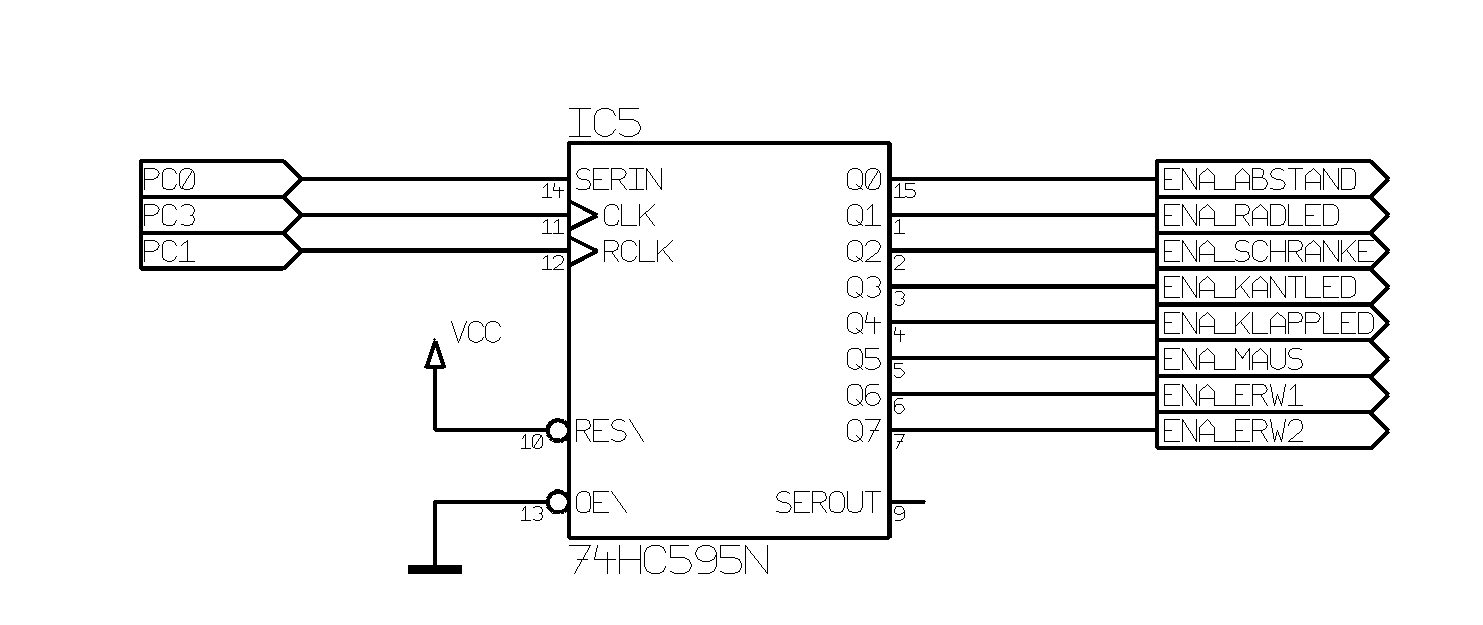 IC5
PC0 14 SERIN Q0 15 ENA_ABSTAND
PC3 11 CLK Q1 1 ENA_RADLED
PC1 12 RCLK Q2 2 ENA_SCHRANKE
Q3 3 ENA_KANTLED
VCC Q4 4 ENA_KLAPPLED
Q5 5 ENA_MAUS
Q6 6 ENA_ERW1
10 RES\ Q7 7 ENA_ERW2
13 OE\ SEROUT 9
74HC595N